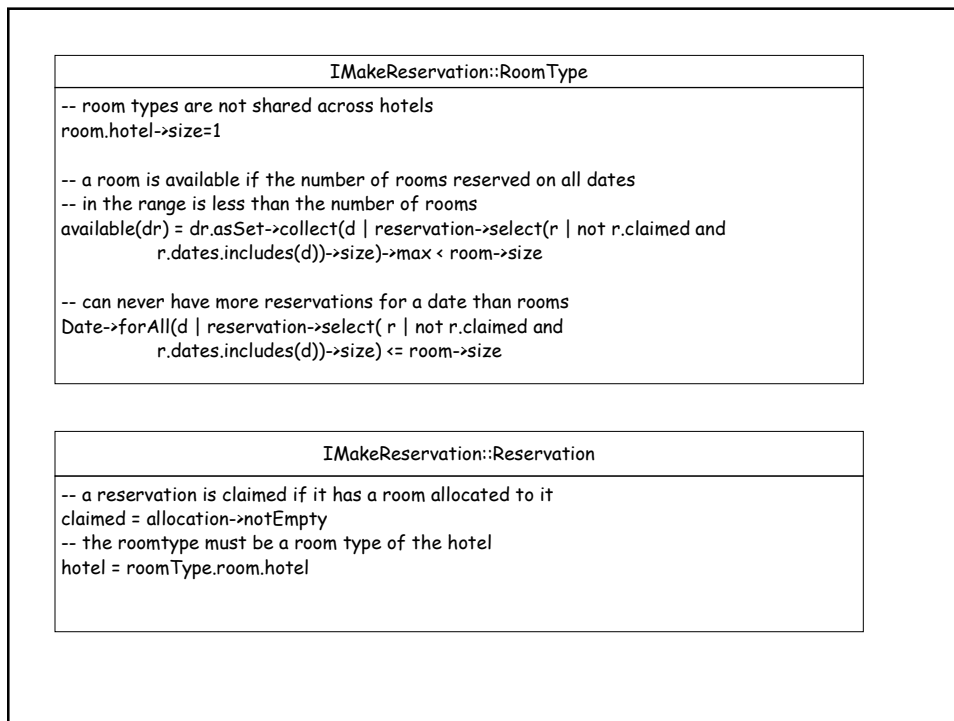 IMakeReservation::RoomType
-- room types are not shared across hotels
room.hotel->size=1
-- a room is available if the number of rooms reserved on all dates
-- in the range is less than the number of rooms
available(dr) = dr.asSet->collect(d | reservation->select(r | not r.claimed and
r.dates.includes(d))->size)->max < room->size
-- can never have more reservations for a date than rooms
Date->forAll(d | reservation->select( r | not r.claimed and
r.dates.includes(d))->size) <= room->size
IMakeReservation::Reservation
-- a reservation is claimed if it has a room allocated to it
claimed = allocation->notEmpty
-- the roomtype must be a room type of the hotel
hotel = roomType.room.hotel